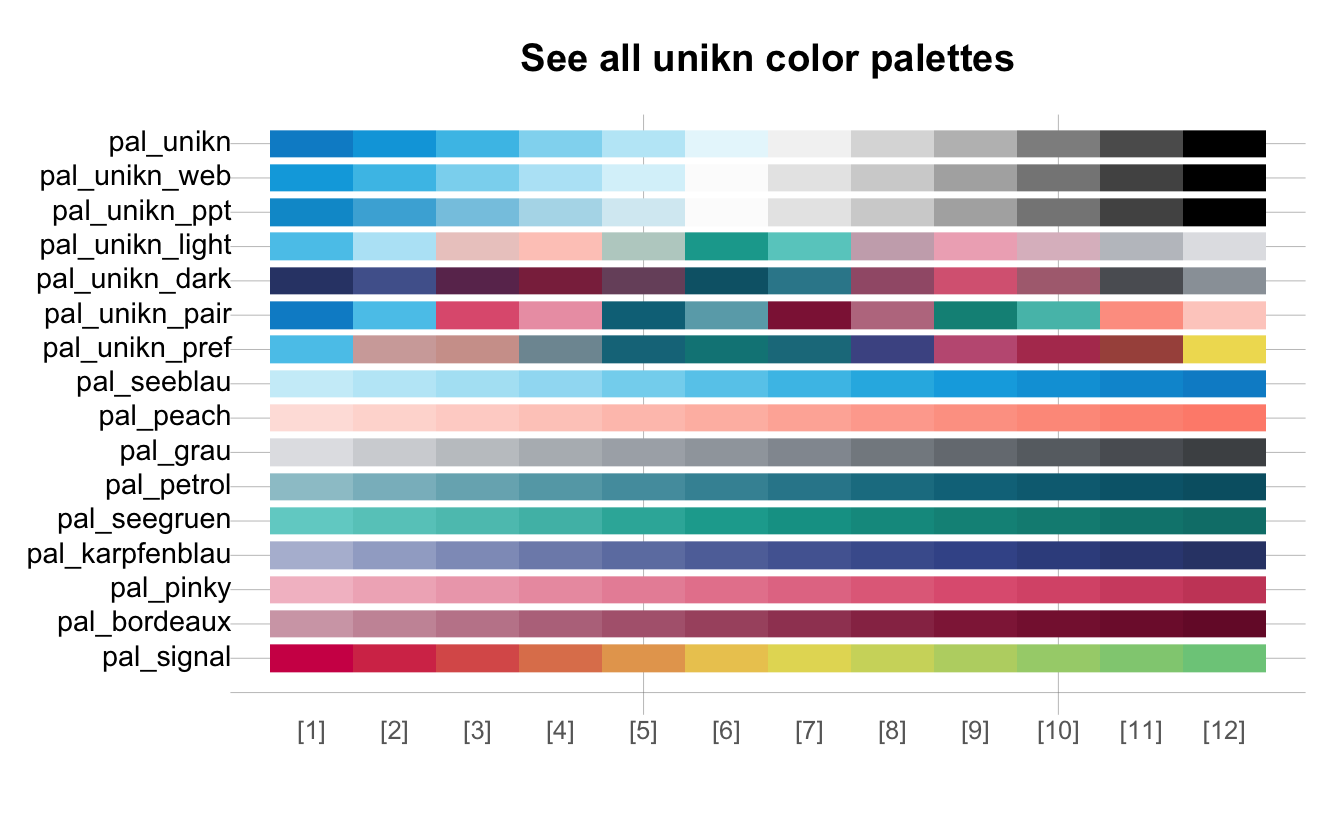 See all unikn color palettes
pal_unikn
pal_unikn_web
pal_unikn_ppt
pal_unikn_light
pal_unikn_dark
pal_unikn_pair
pal_unikn_pref
pal_seeblau
pal_peach
pal_grau
pal_petrol
pal_seegruen
pal_karpfenblau
pal_pinky
pal_bordeaux
pal_signal
[1] [2] [3] [4] [5] [6] [7] [8] [9] [10] [11] [12]